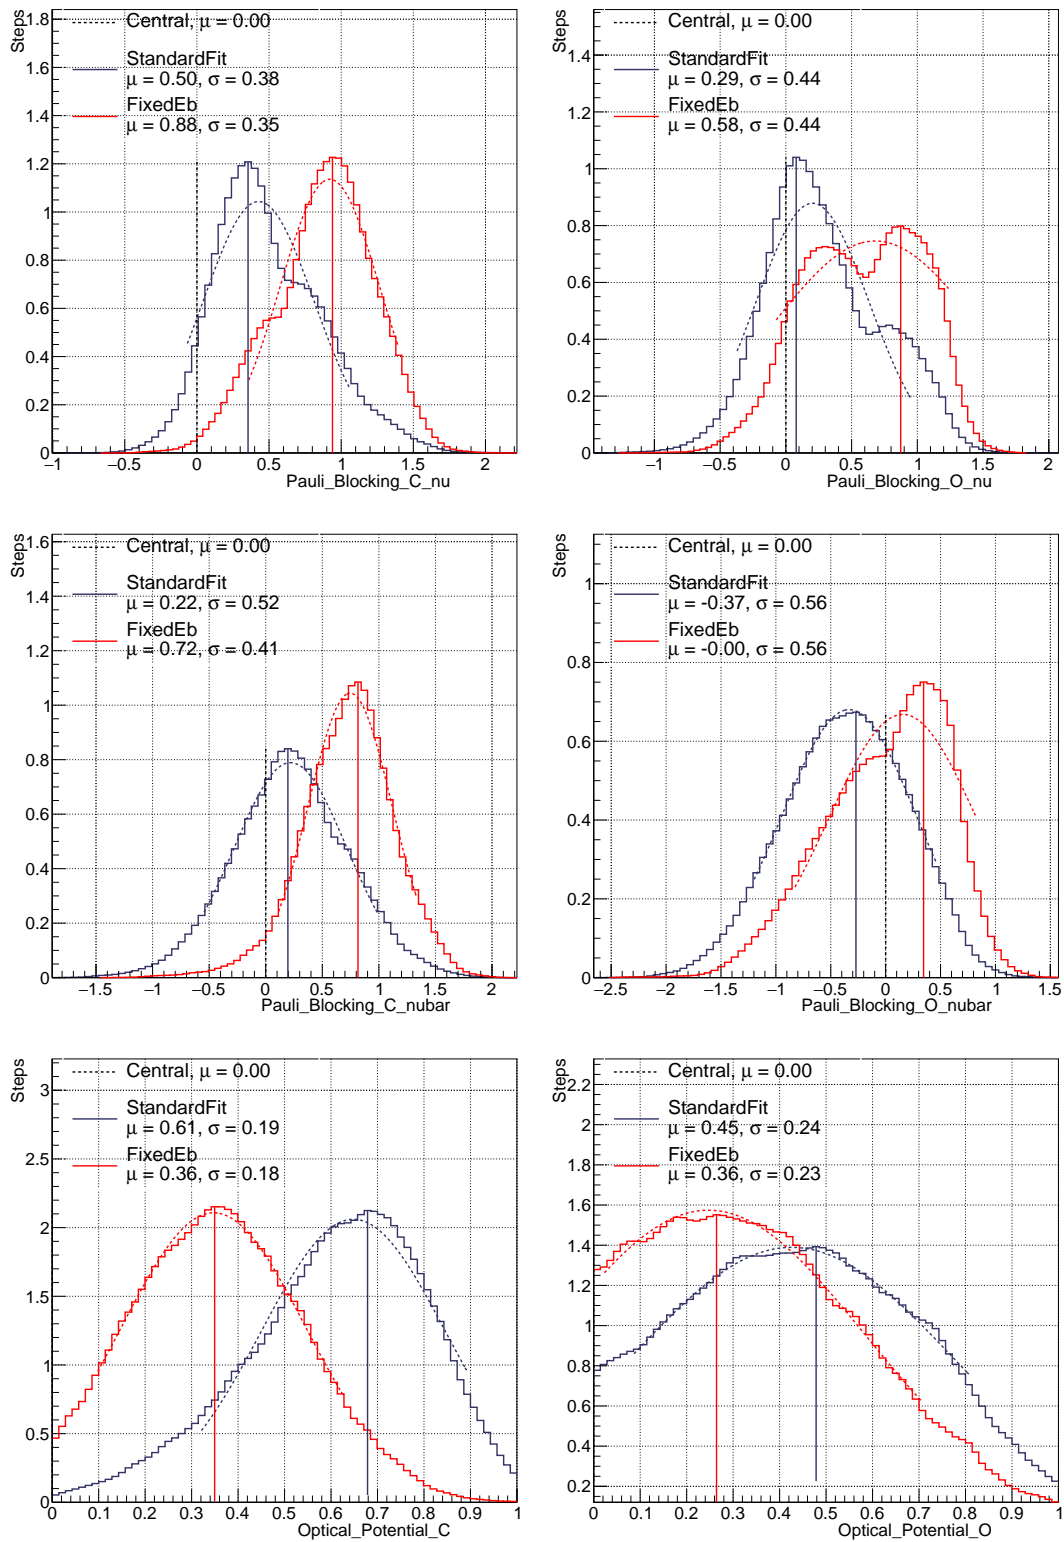 Steps
Central, μ = 0.00
StandardFit
μ = 0.50, σ = 0.38
FixedEb
μ = 0.88, σ = 0.35
1.8
1.6
1.4
1.2
1
0.8
0.6
0.4
0.2
0
−1 −0.5 0 0.5 1 1.5 2
Pauli_Blocking_C_nu
Steps
Central, μ = 0.00
StandardFit
μ = 0.29, σ = 0.44
FixedEb
μ = 0.58, σ = 0.44
1.4
1.2
1
0.8
0.6
0.4
0.2
0
−1 −0.5 0 0.5 1 1.5 2
Pauli_Blocking_O_nu
Steps
Central, μ = 0.00
StandardFit
μ = 0.22, σ = 0.52
FixedEb
μ = 0.72, σ = 0.41
1.6
1.4
1.2
1
0.8
0.6
0.4
0.2
0
−1.5 −1 −0.5 0 0.5 1 1.5 2
Pauli_Blocking_C_nubar
Steps
Central, μ = 0.00
StandardFit
μ = -0.37, σ = 0.56
FixedEb
μ = -0.00, σ = 0.56
1
0.8
0.6
0.4
0.2
0
−2.5 −2 −1.5 −1 −0.5 0 0.5 1 1.5
Pauli_Blocking_O_nubar
Steps
Central, μ = 0.00
StandardFit
μ = 0.61, σ = 0.19
FixedEb
μ = 0.36, σ = 0.18
3
2.5
2
1.5
1
0.5
0
0 0.1 0.2 0.3 0.4 0.5 0.6 0.7 0.8 0.9 1
Optical_Potential_C
Steps
Central, μ = 0.00
StandardFit
μ = 0.45, σ = 0.24
FixedEb
μ = 0.36, σ = 0.23
2.2
2
1.8
1.6
1.4
1.2
1
0.8
0.6
0.4
0.2
0 0.1 0.2 0.3 0.4 0.5 0.6 0.7 0.8 0.9 1
Optical_Potential_O